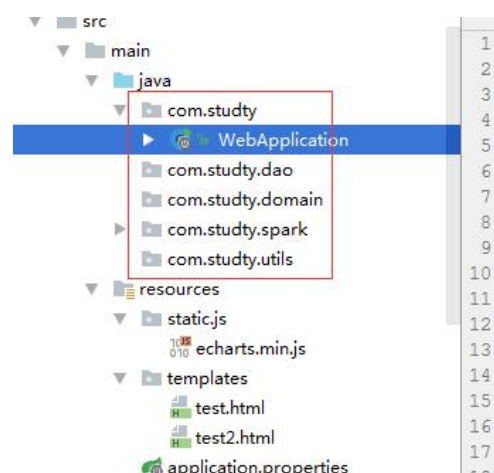 src
main
java
com.studty
WebApplication
com.studty.dao
com.studty.domain
com.studty.spark
com.studty.utils
resources
static.js
echarts.min.js
templates
test.html
test2.html
application.properties
1
2
3
4
5
6
7
8
9
10
11
12
13
14
15
16
17